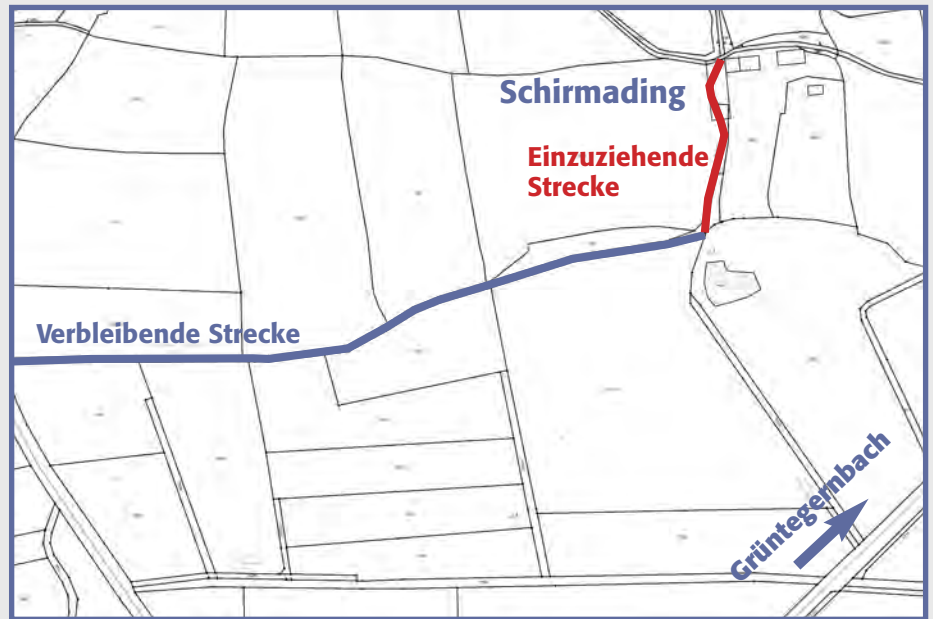 Schirmading
Einzuziehende
Strecke
Verbleibende Strecke
Grüntegernbach